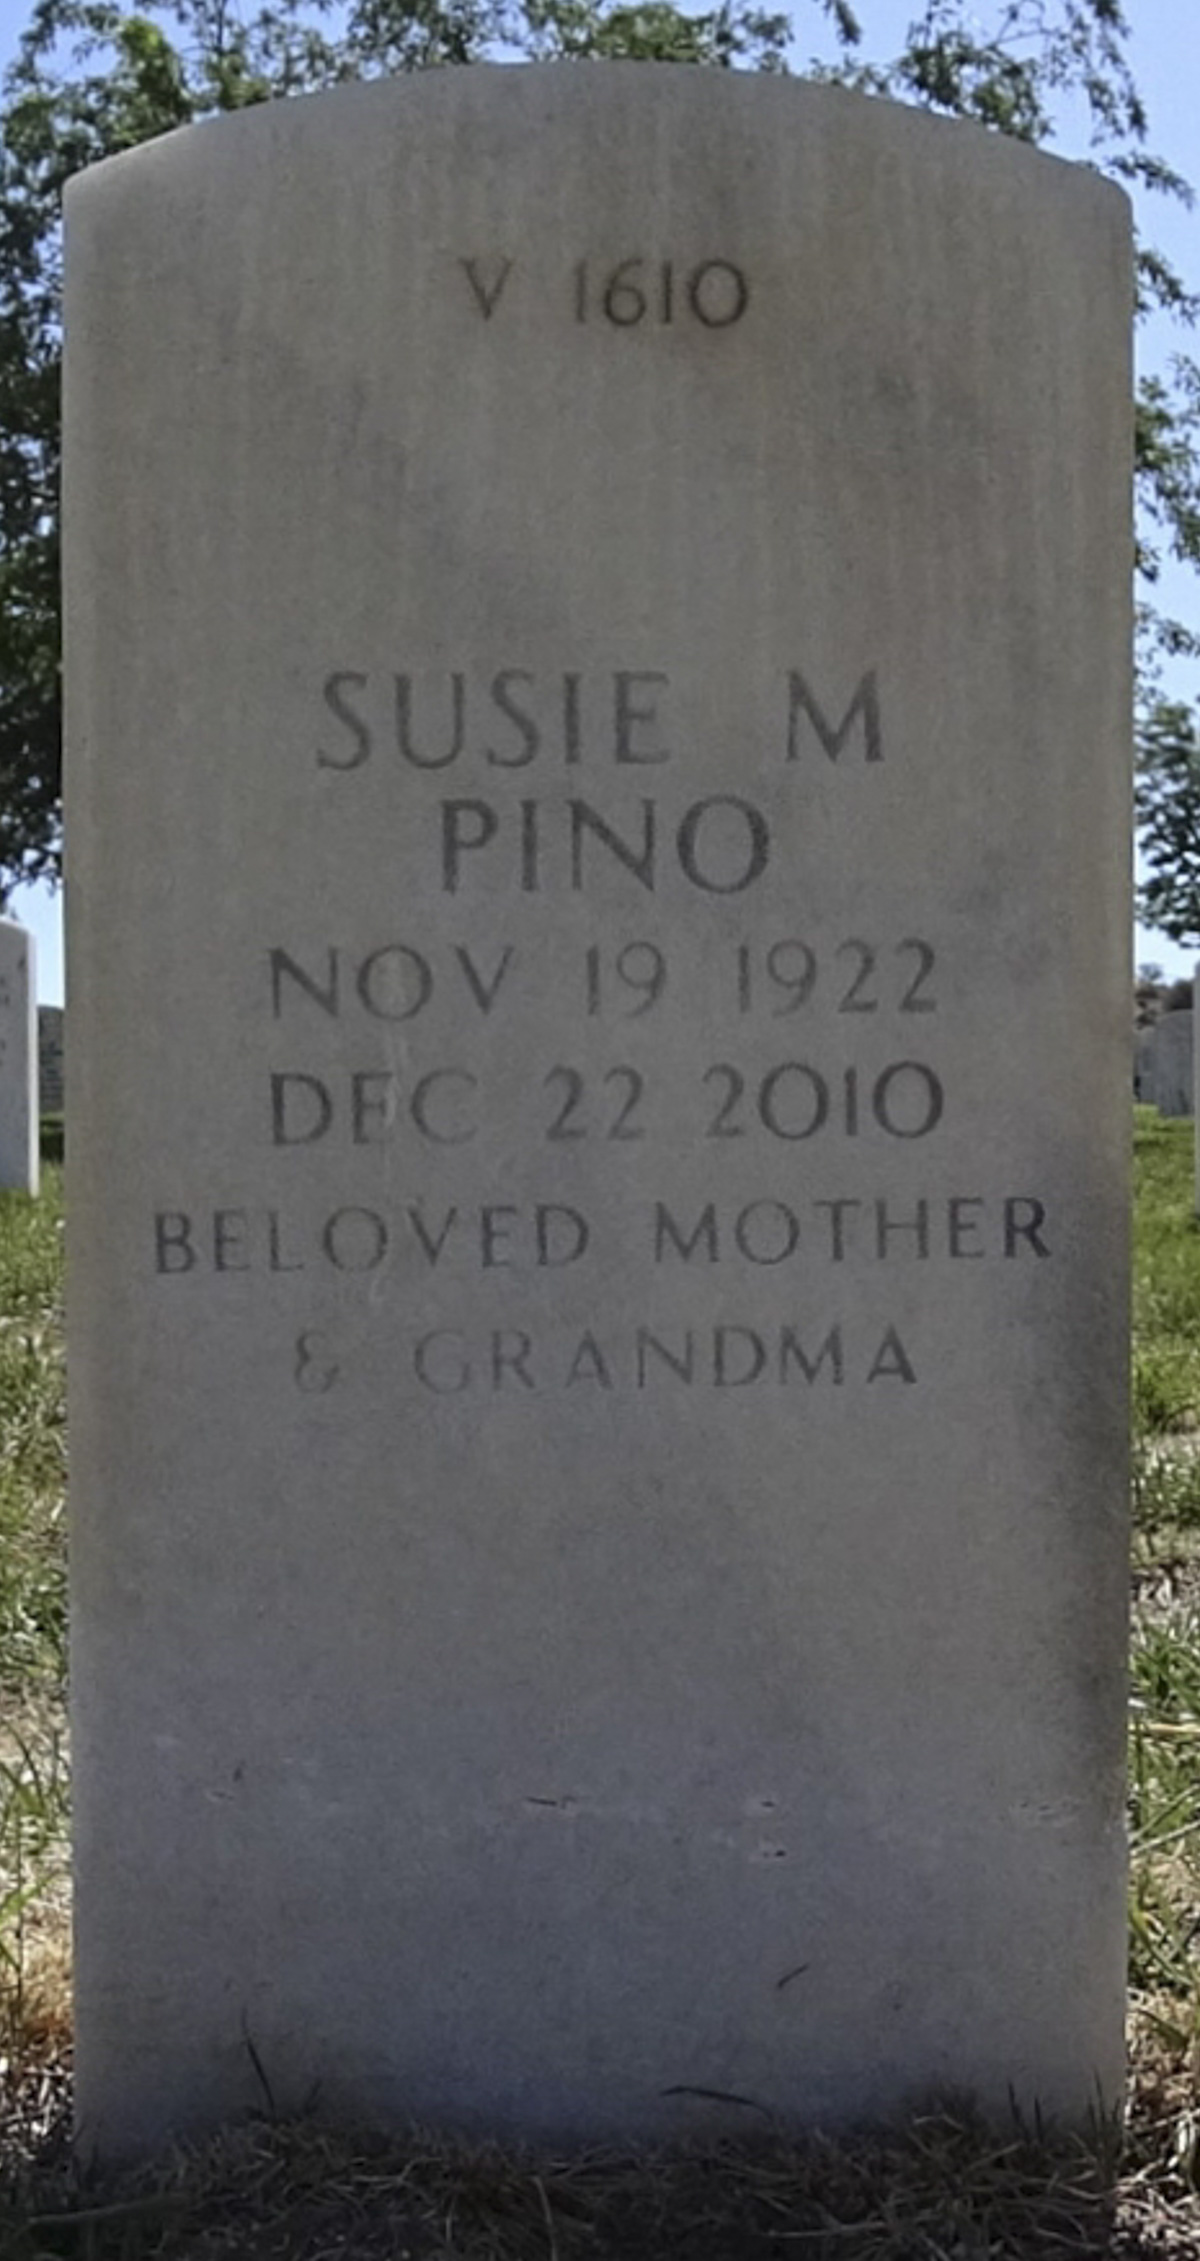 V 1610
SUSIE M
PINO
NOV 19 1922
DEC 22 2010
BELOVED MOTHER
& GRANDMA